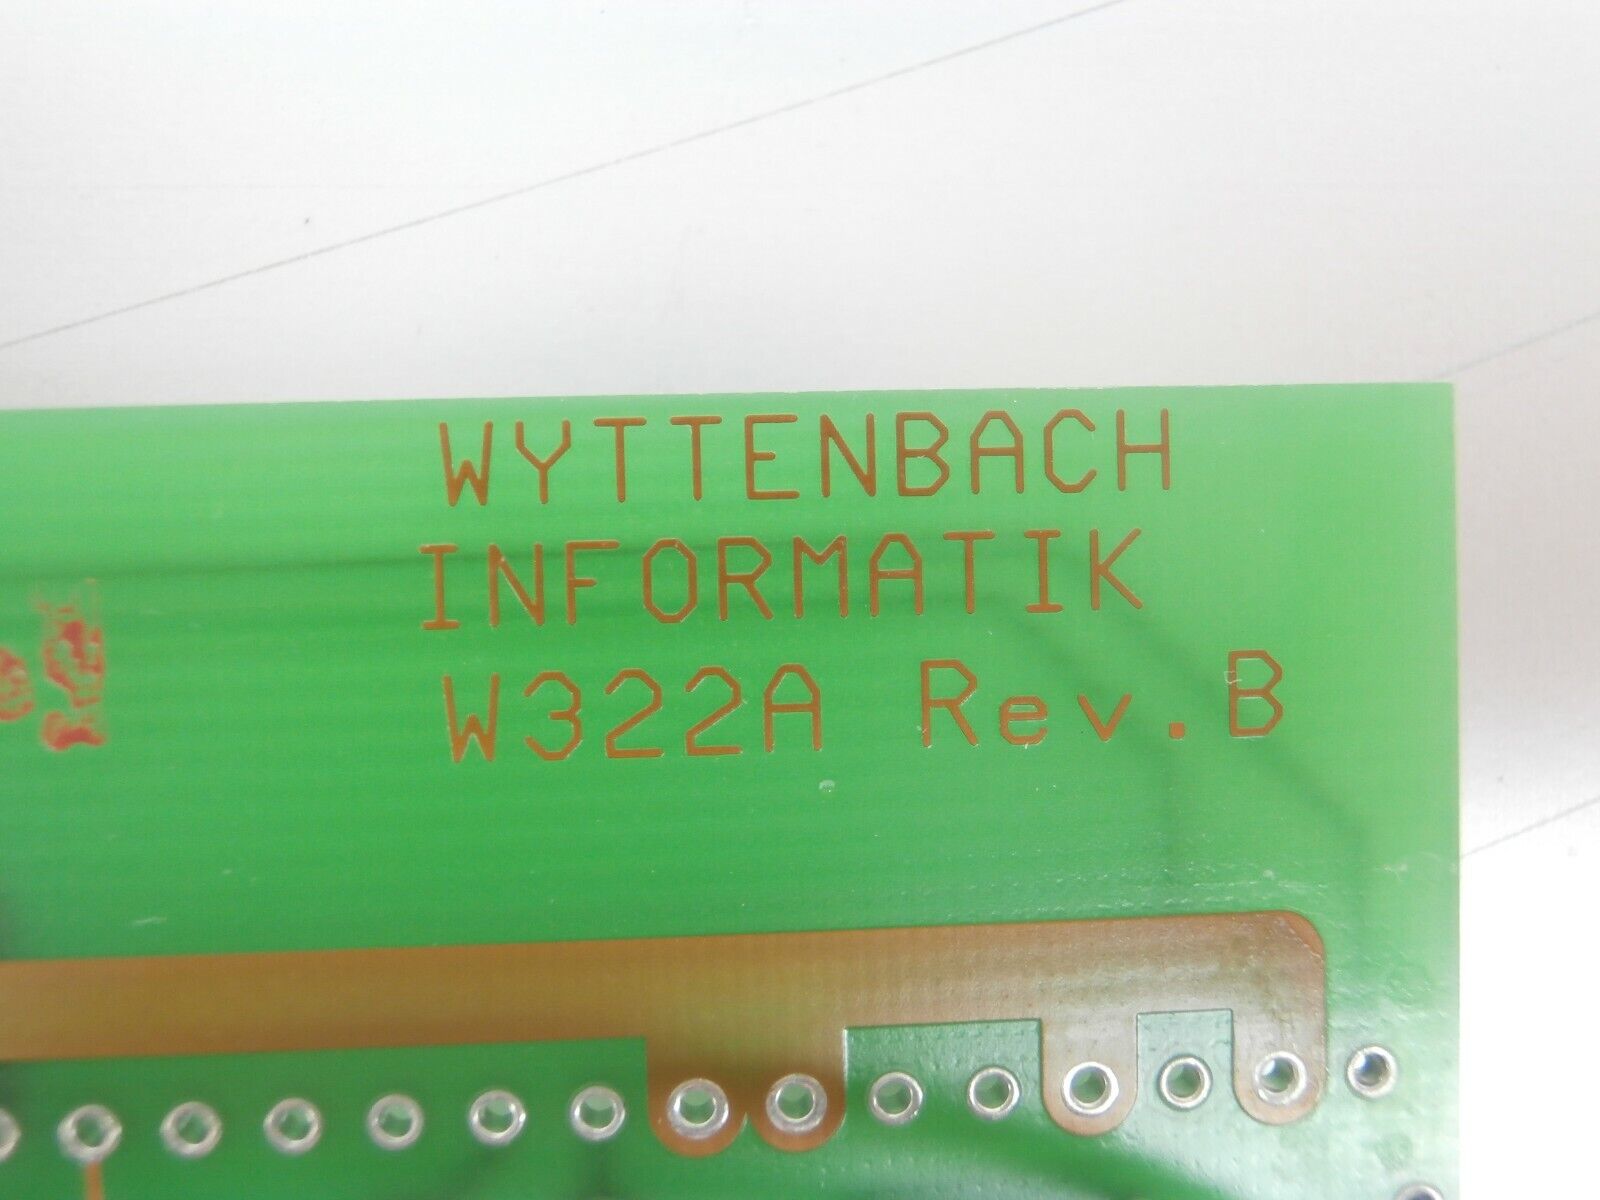 WYTTENBACH
INFORMATIK
W322A Rev.B